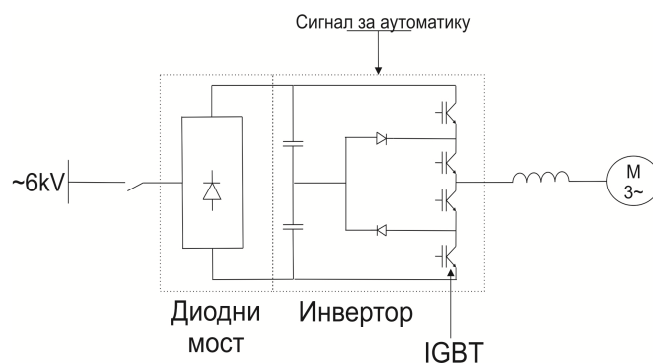 Сигнал за аутоматику
~6kV
М
3~
Диодни
мост
Инвертор
IGBT